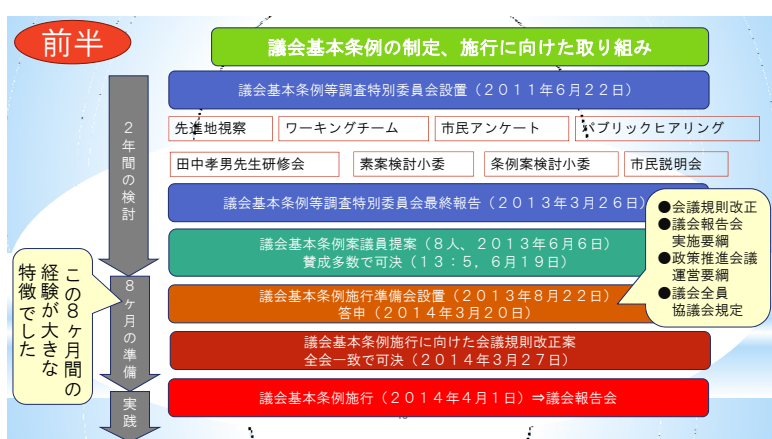 前半
議会基本条例の制定、施行に向けた取り組み
2年間の検討
議会基本条例等調査特別委員会設置（２０１１年６月２２日）
先進地視察
ワーキングチーム
市民アンケート
パブリックヒアリング
田中孝男先生研修会
素案検討小委
条例案検討小委
市民説明会
議会基本条例等調査特別委員会最終報告（２０１３年３月２６日）
議会基本条例案議員提案（８人、２０１３年６月６日）
賛成多数で可決（１３：５，６月１９日）
●会議規則改正
●議会報告会
実施要綱
●政策推進会議
運営要綱
●議会全員
協議会規定
この８ヶ月間の
経験が大きな
特徴でした
８ヶ月の準備
議会基本条例施行準備会設置（２０１３年８月２２日）
答申（２０１４年３月２０日）
議会基本条例施行に向けた会議規則改正案
全会一致で可決（２０１４年３月２７日）
実践
議会基本条例施行（２０１４年４月１日）⇒議会報告会